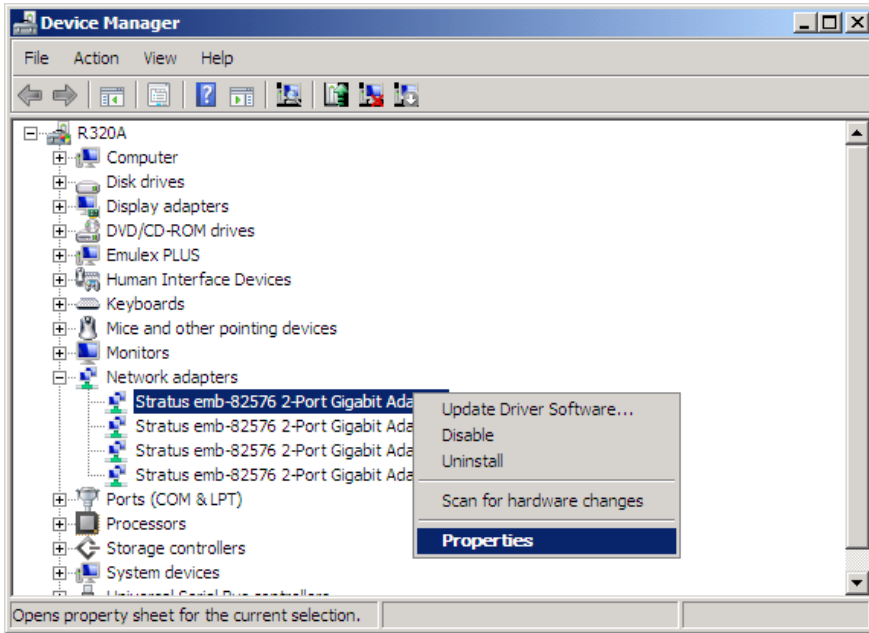 Device Manager
File Action View Help
R320A
Computer
Disk drives
Display adapters
DVD/CD-ROM drives
Emulex PLUS
Human Interface Devices
Keyboards
Mice and other pointing devices
Monitors
Network adapters
Stratus emb-82576 2-Port Gigabit Ada
Stratus emb-82576 2-Port Gigabit Ada
Stratus emb-82576 2-Port Gigabit Ada
Stratus emb-82576 2-Port Gigabit Ada
Ports (COM & LPT)
Processors
Storage controllers
System devices
Universal Serial Bus controllers
Update Driver Software...
Disable
Uninstall
Scan for hardware changes
Properties
Opens property sheet for the current selection.